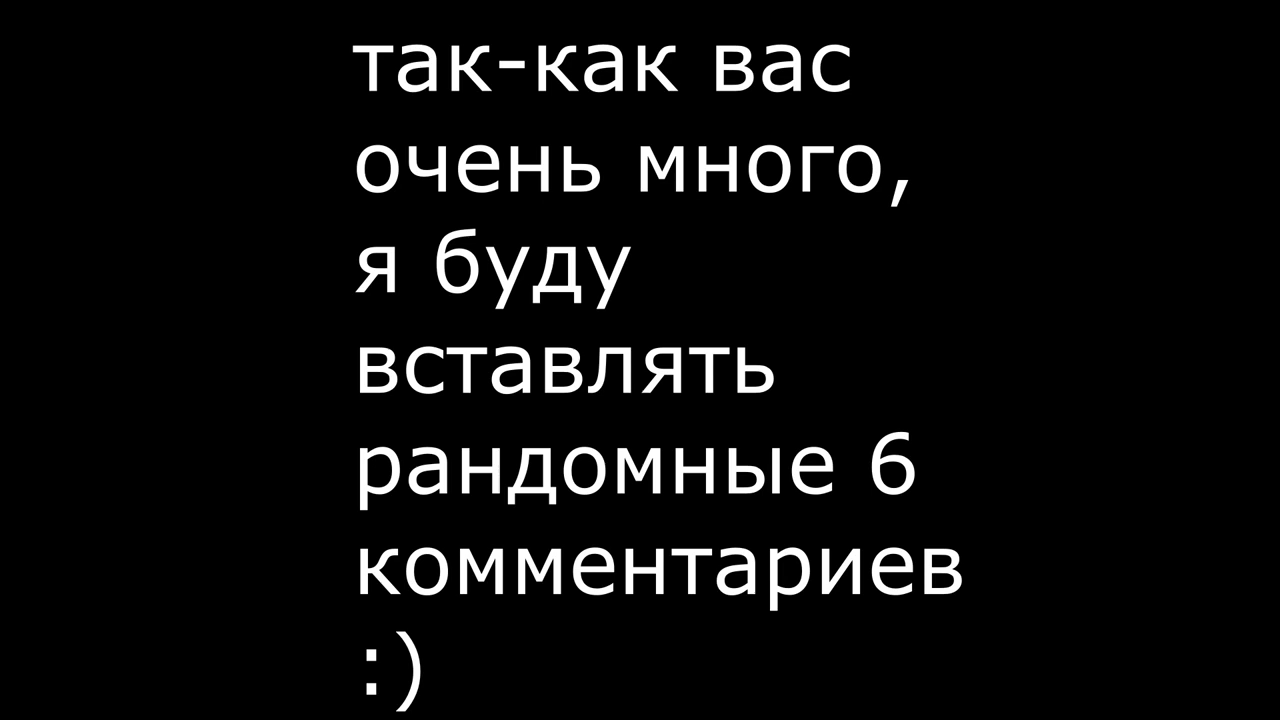 так-как вас
очень много,
я буду
вставлять
рандомные 6
комментариев
:)